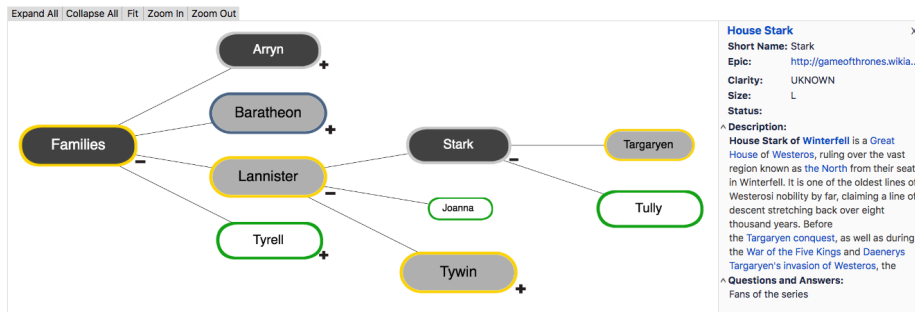 Expand All Collapse All Fit Zoom In Zoom Out
Families
Arryn
Baratheon
Lannister
Tyrell
Stark
Joanna
Tywin
Targaryen
Tully
House Stark
Short Name: Stark
Epic: http://gameofthrones.wikia...
Clarity: UKNOWN
Size: L
Status:
Description:
House Stark of Winterfell is a Great
House of Westeros, ruling over the vast
region known as the North from their seat
in Winterfell. It is one of the oldest lines of
Westerosi nobility by far, claiming a line of
descent stretching back over eight
thousand years. Before
the Targaryen conquest, as well as during
the War of the Five Kings and Daenerys
Targaryen's invasion of Westeros, the
Questions and Answers:
Fans of the series